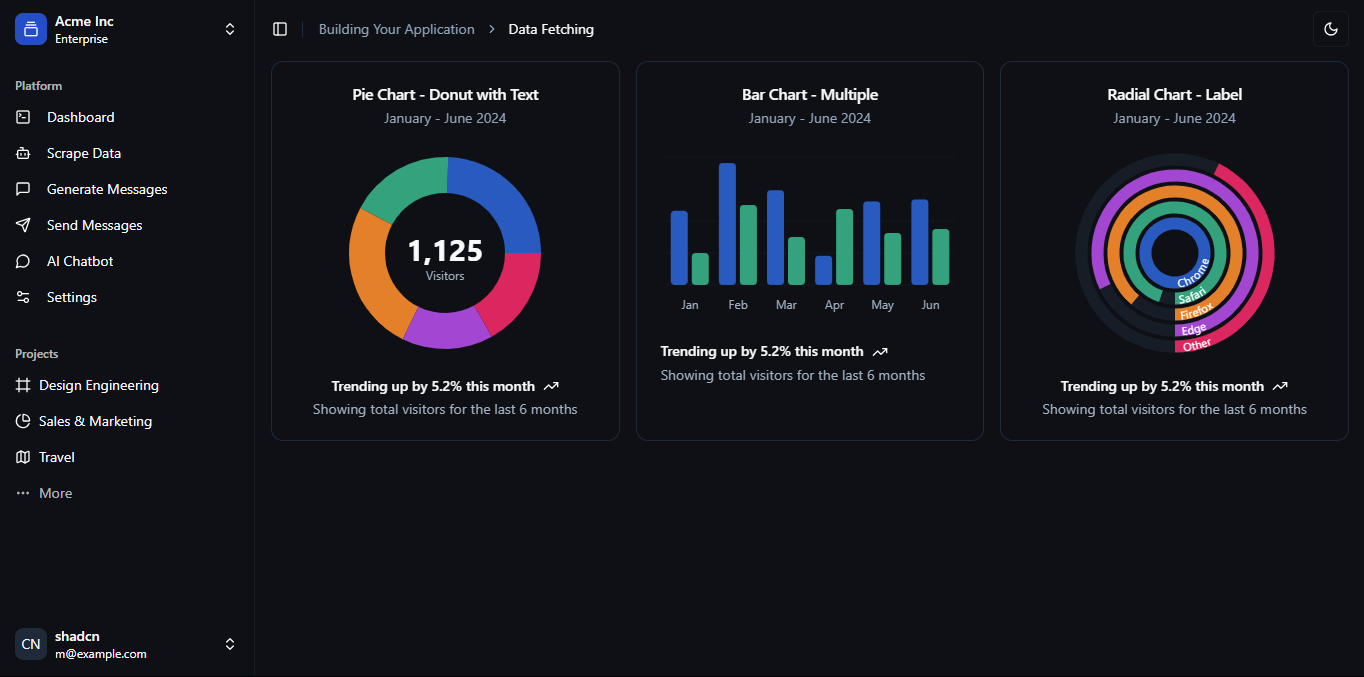 Acme Inc
Enterprise
Platform
Dashboard
Scrape Data
Generate Messages
Send Messages
AI Chatbot
Settings
Projects
Design Engineering
Sales & Marketing
Travel
More
CN
shadcn
m@example.com
Building Your Application > Data Fetching
Pie Chart - Donut with Text
January - June 2024
1,125
Visitors
Trending up by 5.2% this month
Showing total visitors for the last 6 months
Bar Chart - Multiple
January - June 2024
Jan Feb Mar Apr May Jun
Trending up by 5.2% this month
Showing total visitors for the last 6 months
Radial Chart - Label
January - June 2024
Chrome
Safari
Firefox
Edge
Other
Trending up by 5.2% this month
Showing total visitors for the last 6 months